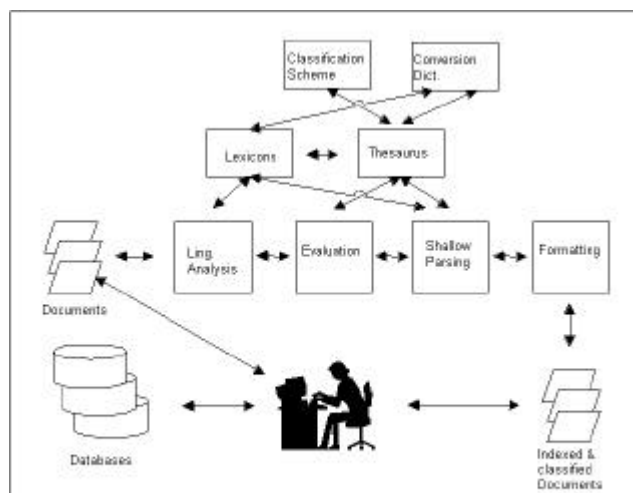 Classification
Scheme
Conversion
Dict.
Lexicons
Thesaurus
Ling.
Analysis
Evaluation
Shallow
Parsing
Formatting
Documents
Databases
Indexed &
classified
Documents